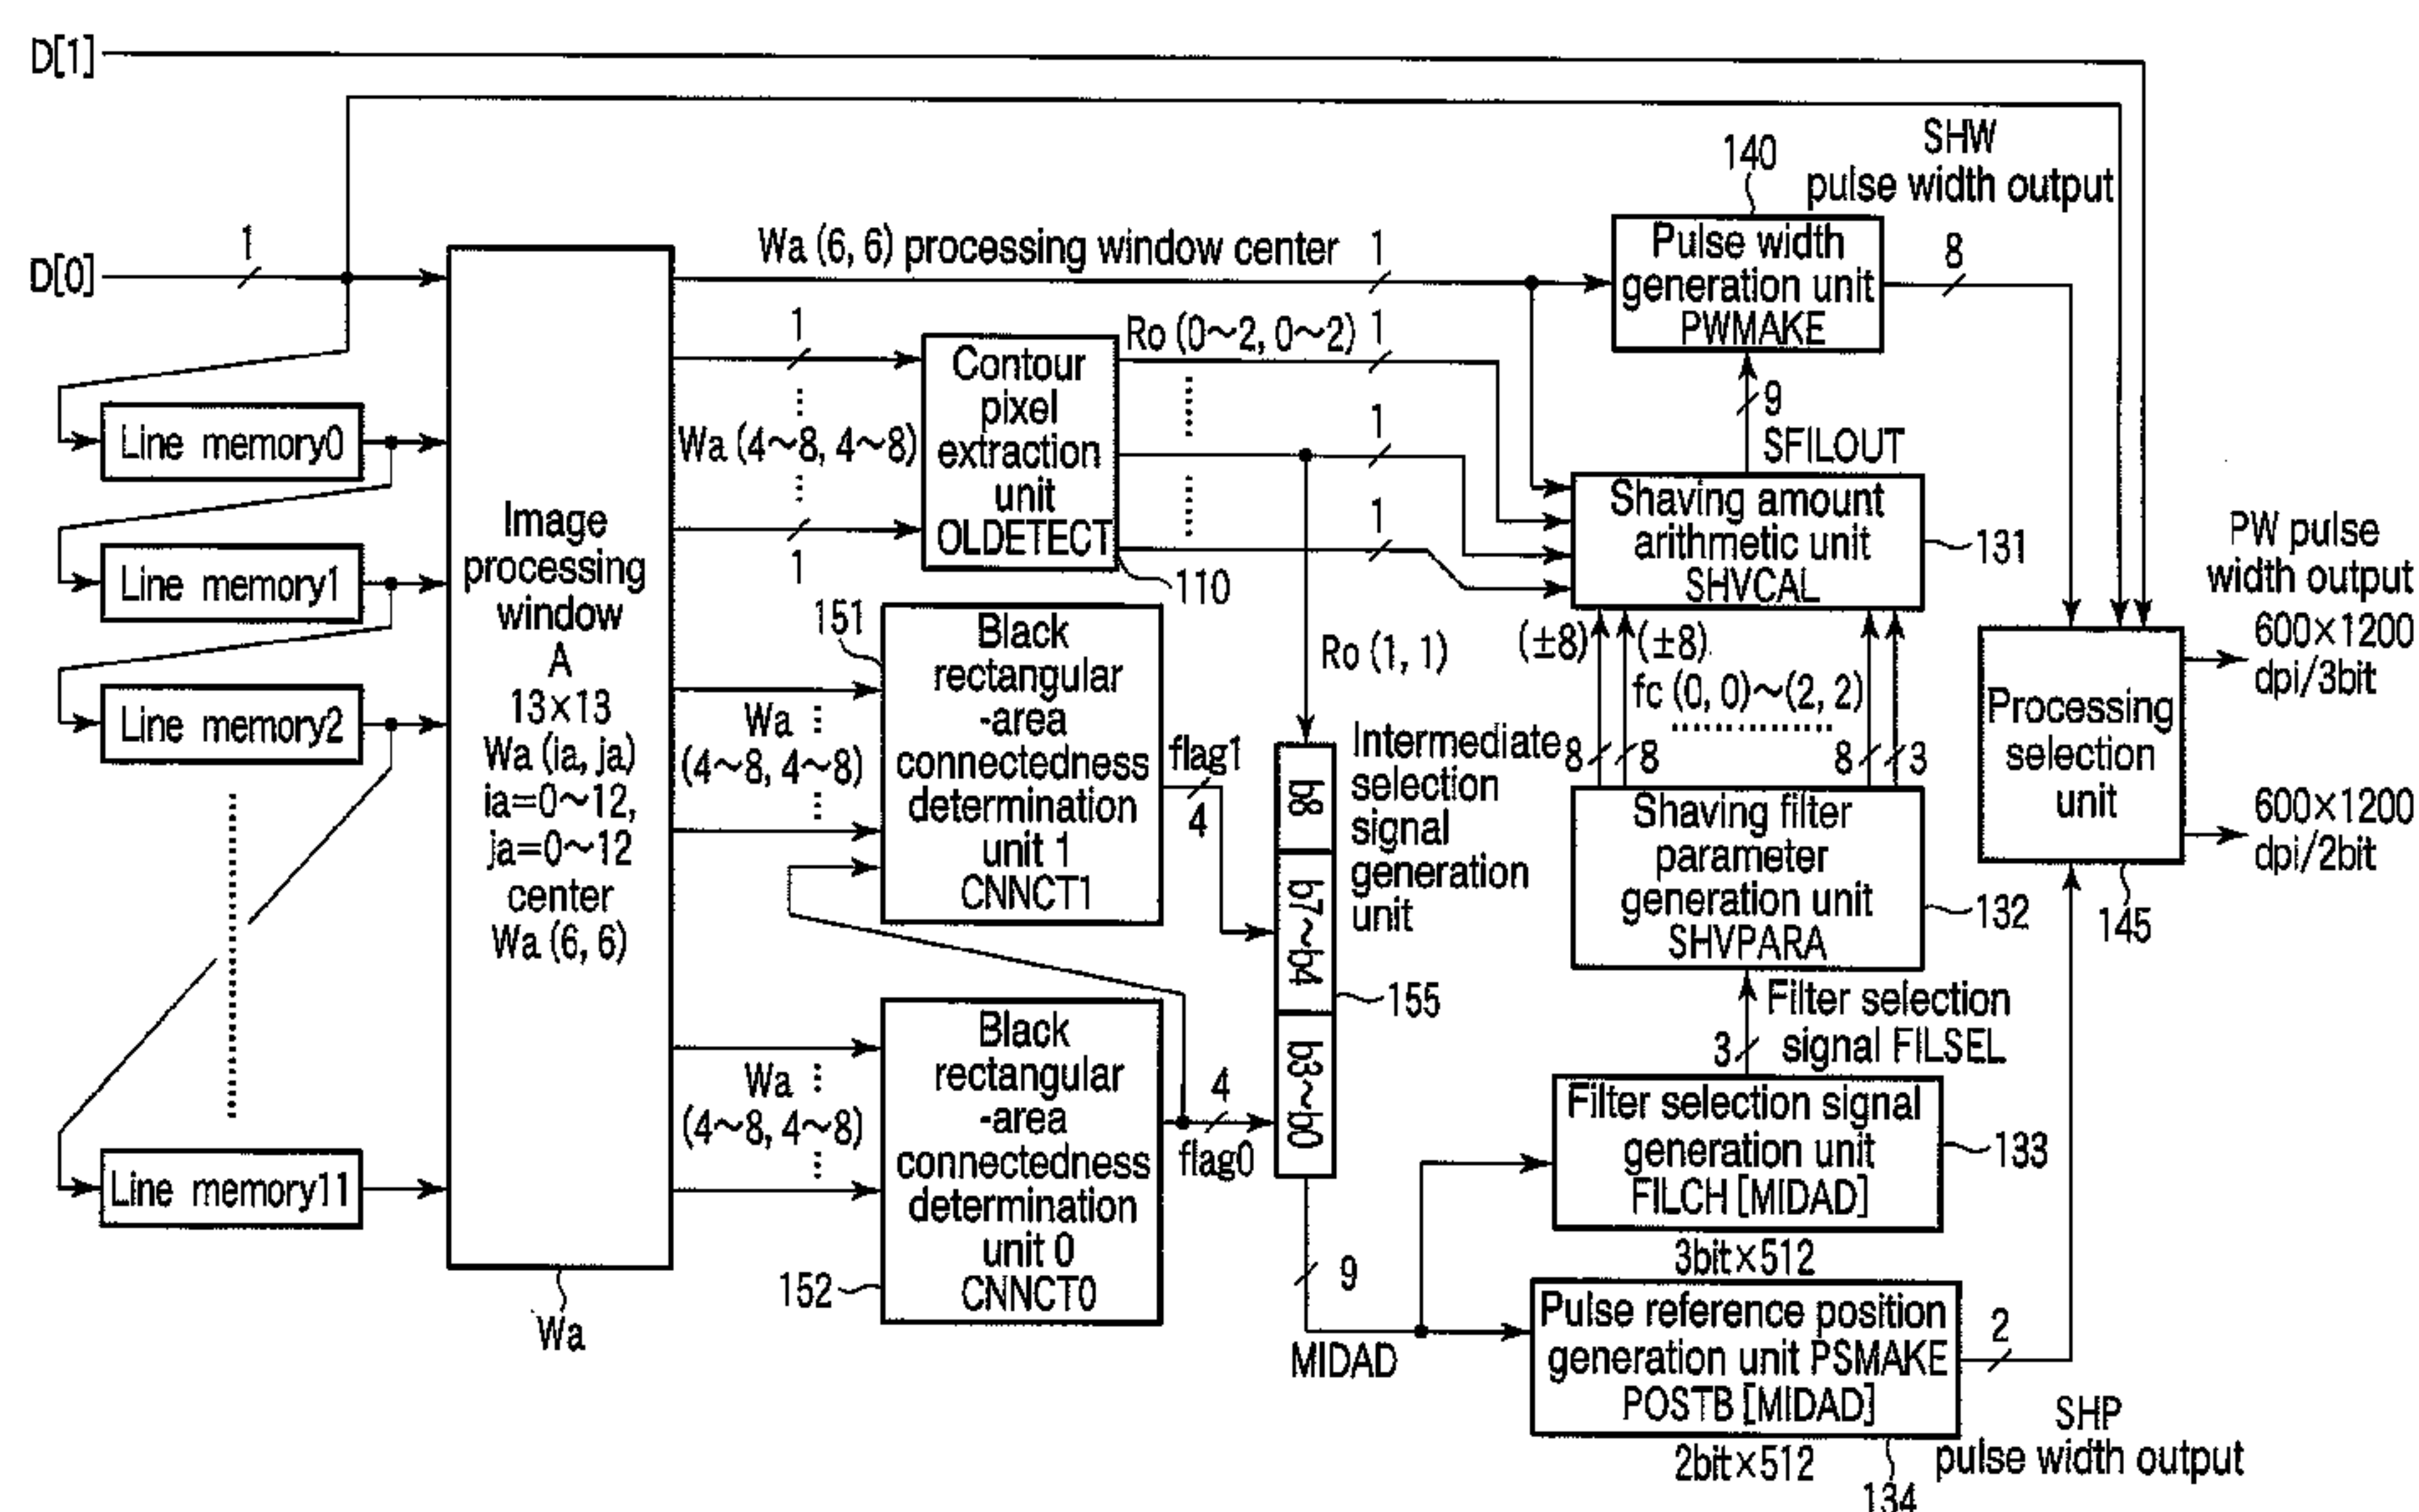 D[1]
D[0]
1
Line memory0
Line memory1
Line memory2
Line memory11
Image
processing
window
A
13×13
Wa (ia, ja)
ia=0~12,
ja=0~12
center
Wa (6, 6)
Wa
Wa (6, 6) processing window center
1
1
Wa (4~8, 4~8)
1
Contour
pixel
extraction
unit
OLDETECT
110
Ro (0~2, 0~2)
1
1
1
Ro (1, 1)
151
Black
rectangular
-area
connectedness
determination
unit 1
CNNCT1
Wa
(4~8, 4~8)
flag1
4
152
Black
rectangular
-area
connectedness
determination
unit 0
CNNCT0
Wa
(4~8, 4~8)
4
flag0
b8
b7~b4
b3~b0
Intermediate
selection
signal
generation
unit
155
9
MIDAD
140
Pulse width
generation unit
PWMAKE
SHW
pulse width output
8
9
SFILOUT
Shaving amount
arithmetic unit
SHVCAL
131
(±8)
(±8)
fc (0, 0)~(2, 2)
8
8
8
3
Shaving filter
parameter
generation unit
SHVPARA
132
Filter selection
signal FILSEL
3
Filter selection signal
generation unit
FILCH [MIDAD]
133
3bit×512
Pulse reference position
generation unit PSMAKE
POSTB [MIDAD]
2bit×512
134
2
SHP
pulse width output
Processing
selection
unit
145
PW pulse
width output
600×1200
dpi/3bit
600×1200
dpi/2bit